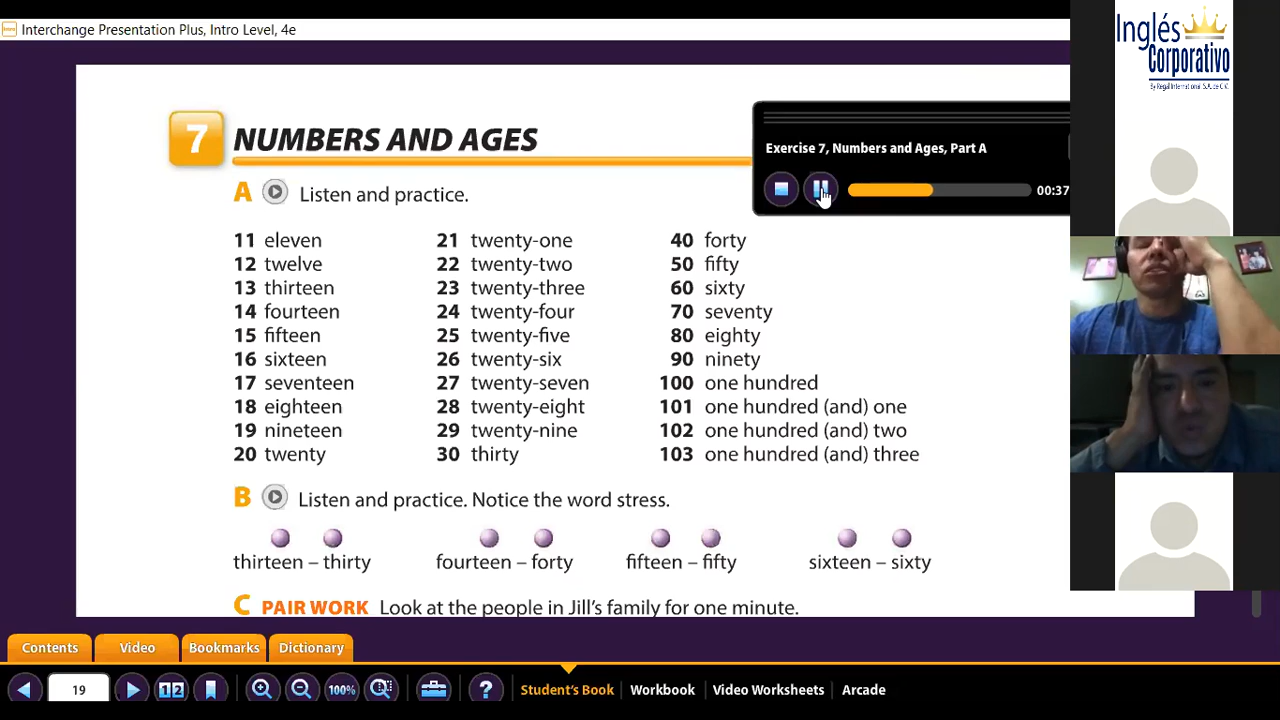 Interchange Presentation Plus, Intro Level, 4e
Inglés
Corporativo
By Regal International S.A. de C.V.
7 NUMBERS AND AGES
Exercise 7, Numbers and Ages, Part A
00:37
A Listen and practice.
11 eleven 21 twenty-one 40 forty
12 twelve 22 twenty-two 50 fifty
13 thirteen 23 twenty-three 60 sixty
14 fourteen 24 twenty-four 70 seventy
15 fifteen 25 twenty-five 80 eighty
16 sixteen 26 twenty-six 90 ninety
17 seventeen 27 twenty-seven 100 one hundred
18 eighteen 28 twenty-eight 101 one hundred (and) one
19 nineteen 29 twenty-nine 102 one hundred (and) two
20 twenty 30 thirty 103 one hundred (and) three
B Listen and practice. Notice the word stress.
thirteen – thirty fourteen – forty fifteen – fifty sixteen – sixty
C PAIR WORK Look at the people in Jill's family for one minute.
Contents Video Bookmarks Dictionary
19 12 100% ? Student's Book Workbook Video Worksheets Arcade